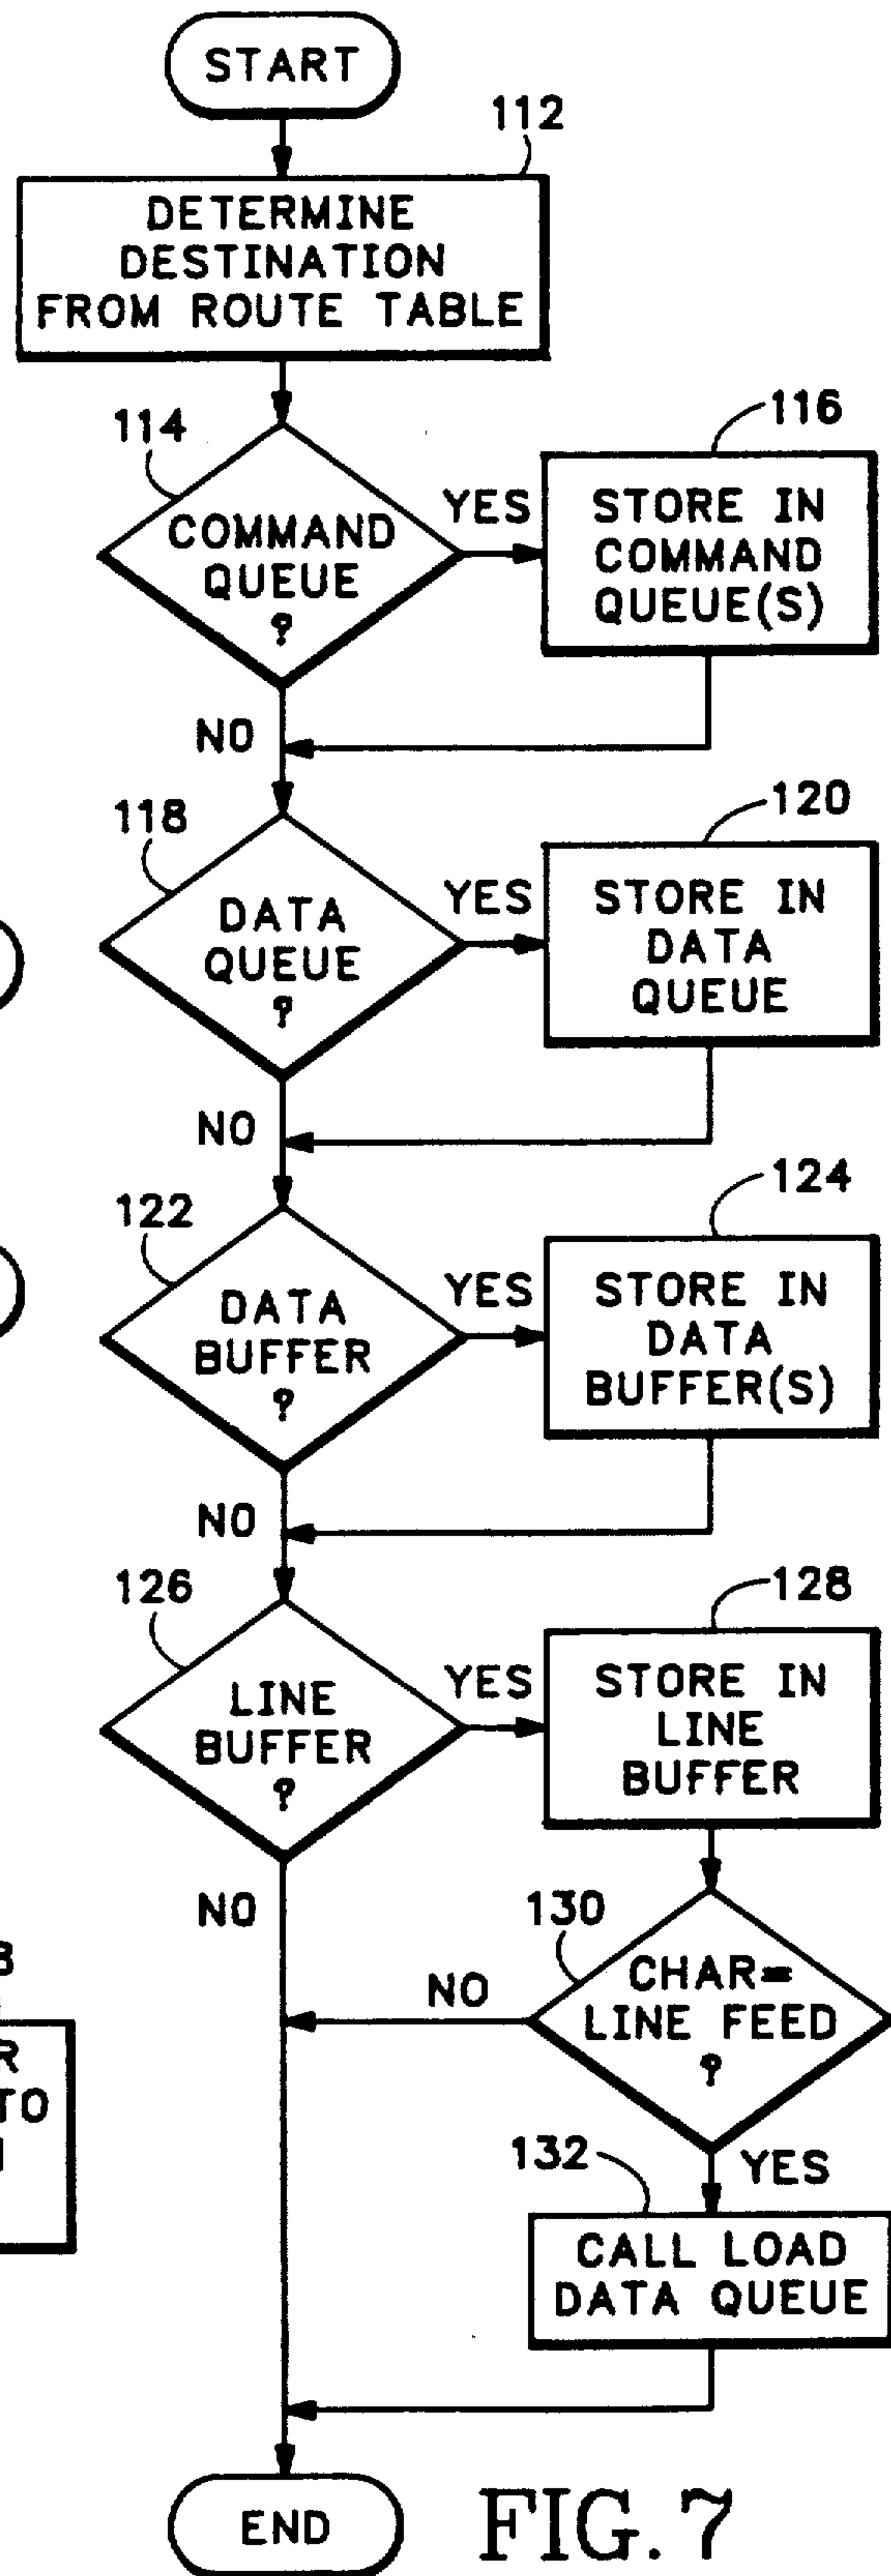 START
112
DETERMINE
DESTINATION
FROM ROUTE TABLE
114
COMMAND
QUEUE
?
YES
116
STORE IN
COMMAND
QUEUE(S)
NO
118
DATA
QUEUE
?
YES
120
STORE IN
DATA
QUEUE
NO
122
DATA
BUFFER
?
YES
124
STORE IN
DATA
BUFFER(S)
NO
126
LINE
BUFFER
?
YES
128
STORE IN
LINE
BUFFER
NO
130
CHAR=
LINE FEED
?
NO
YES
132
CALL LOAD
DATA QUEUE
TO
END
FIG. 7